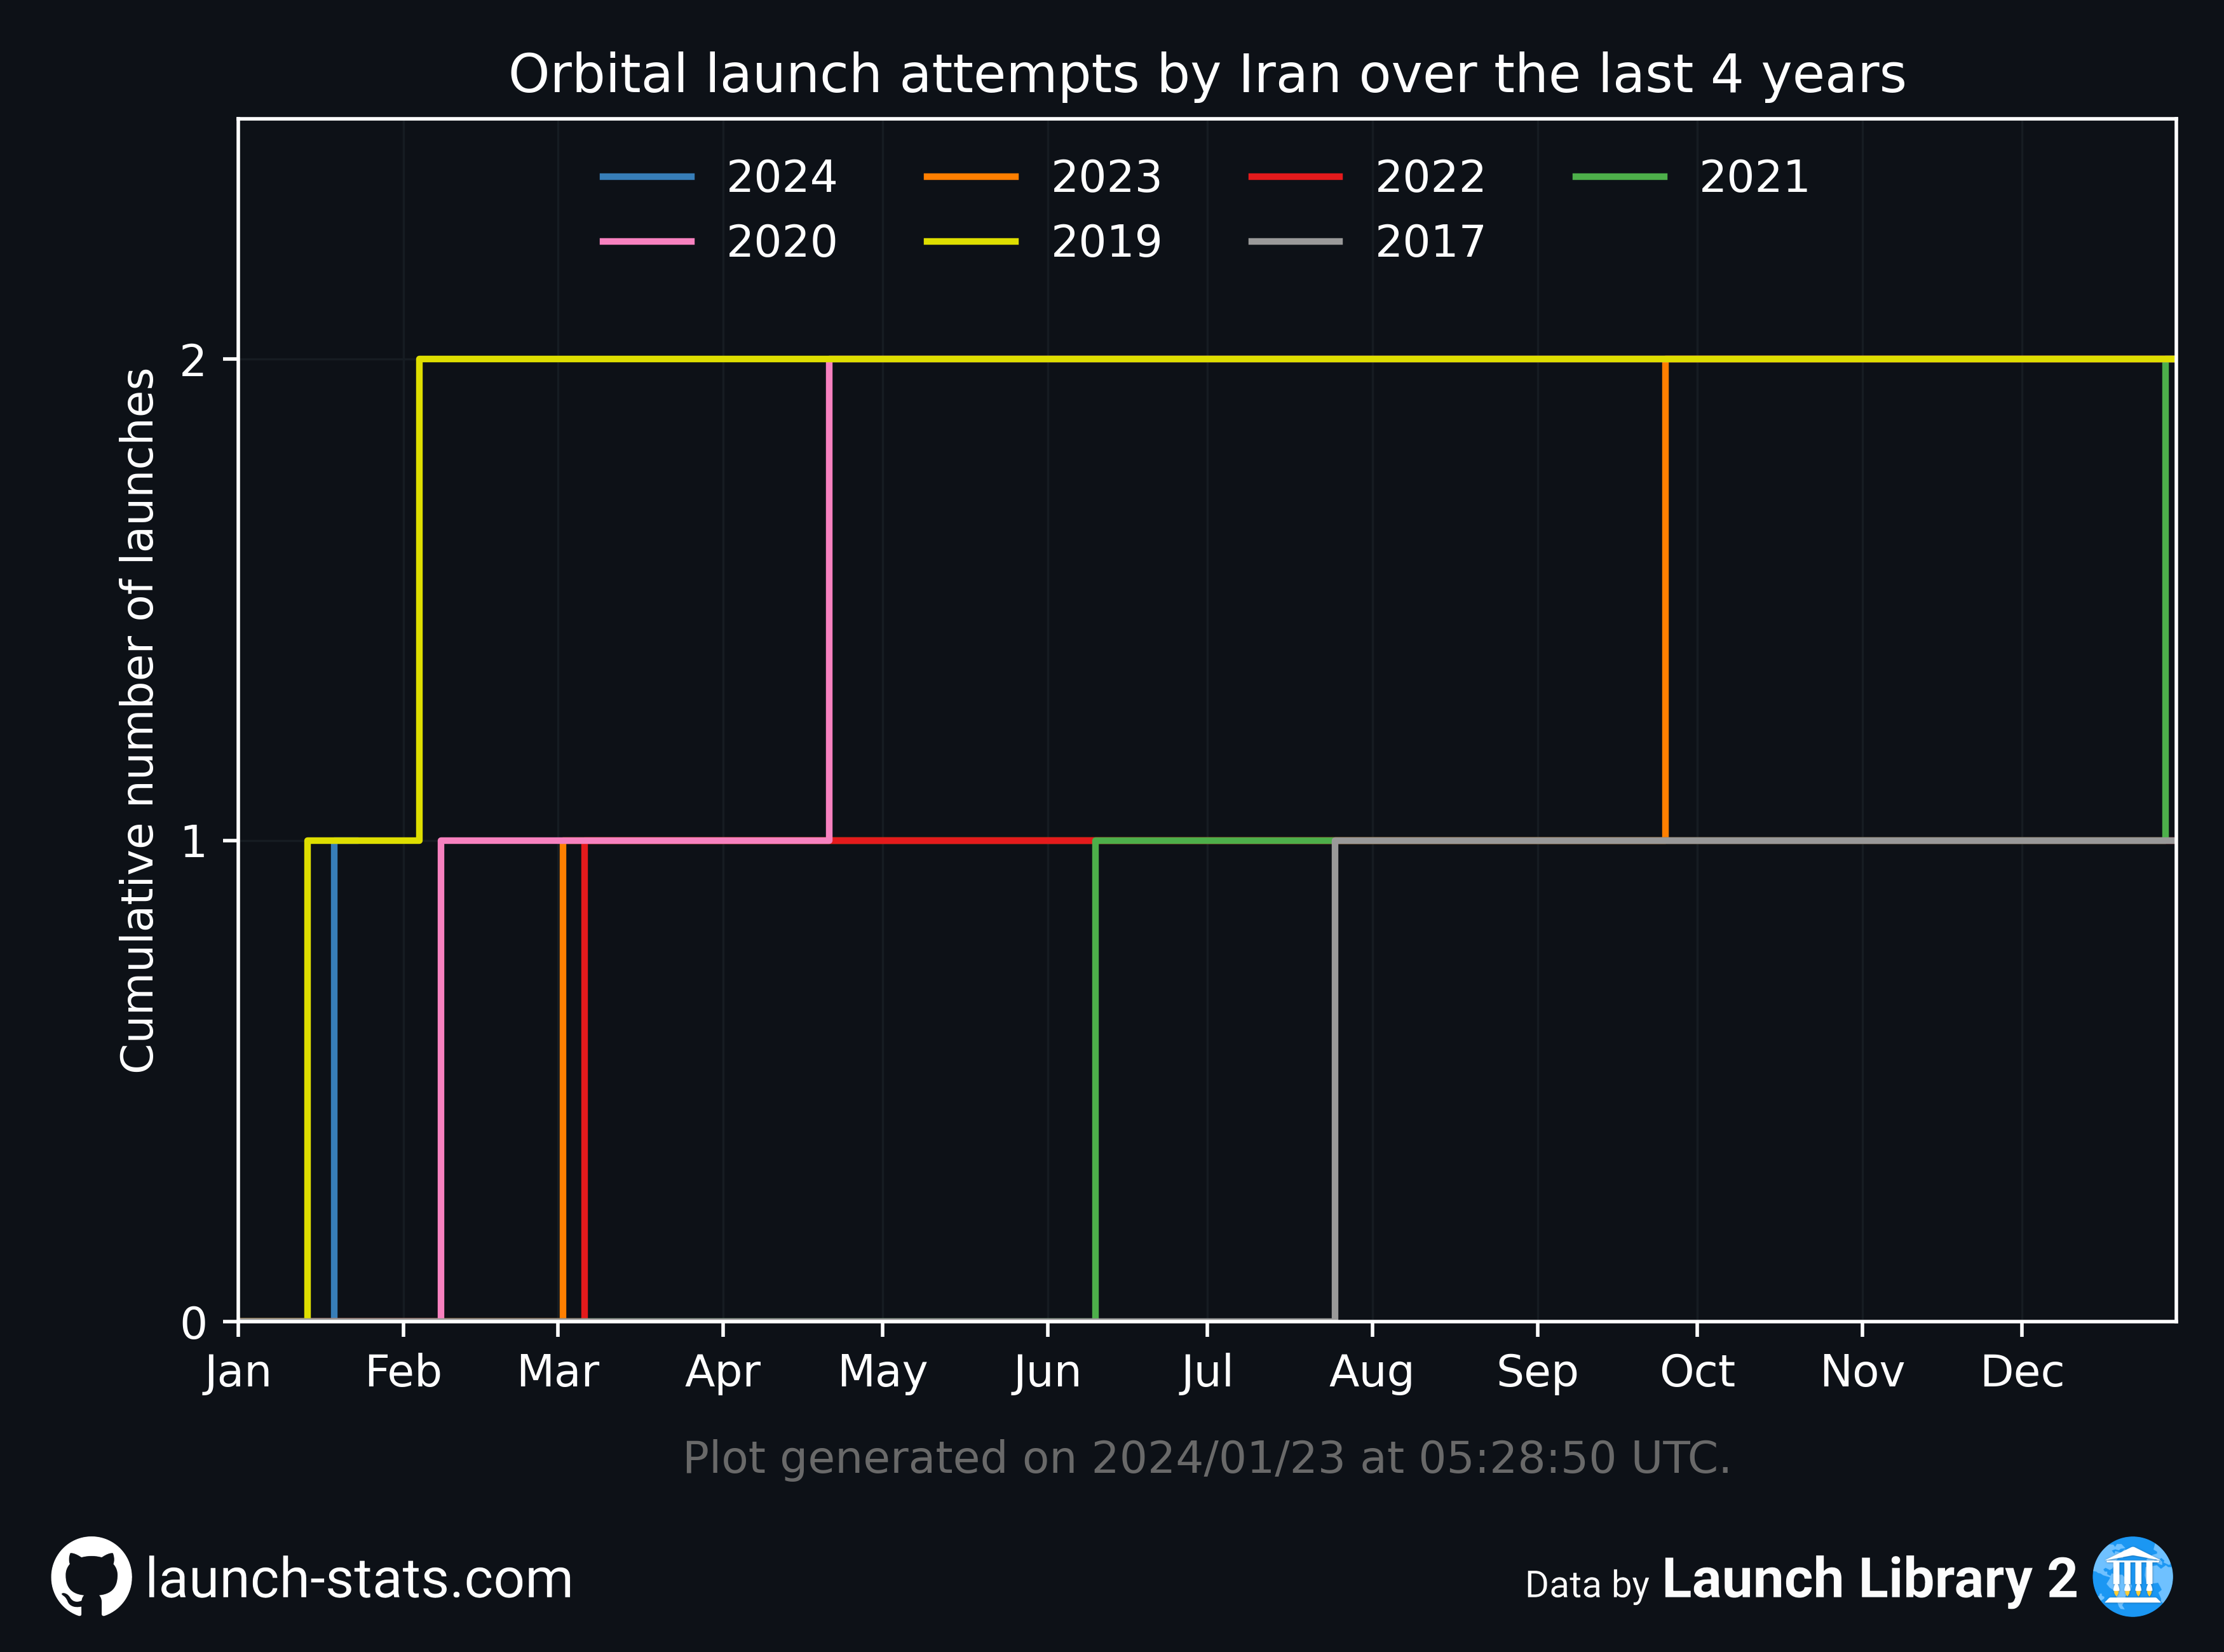 Orbital launch attempts by Iran over the last 4 years
2024 2023 2022 2021
2020 2019 2017
Cumulative number of launches
2
1
0
Jan Feb Mar Apr May Jun Jul Aug Sep Oct Nov Dec
Plot generated on 2024/01/23 at 05:28:50 UTC.
launch-stats.com
Data by Launch Library 2